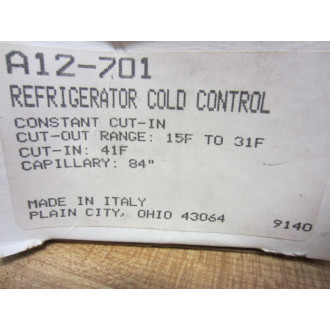 A12-701
REFRIGERATOR COLD CONTROL
CONSTANT CUT-IN
CUT-OUT RANGE: 15F TO 31F
CUT-IN: 41F
CAPILLARY: 84"
MADE IN ITALY
PLAIN CITY, OHIO 43064
9140